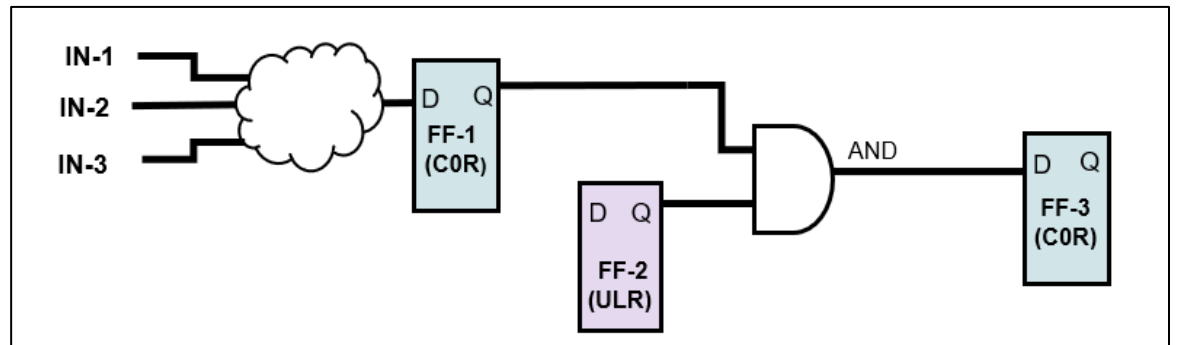 IN-1
IN-2
IN-3
D Q
FF-1
(C0R)
D Q
FF-2
(ULR)
AND
D Q
FF-3
(C0R)